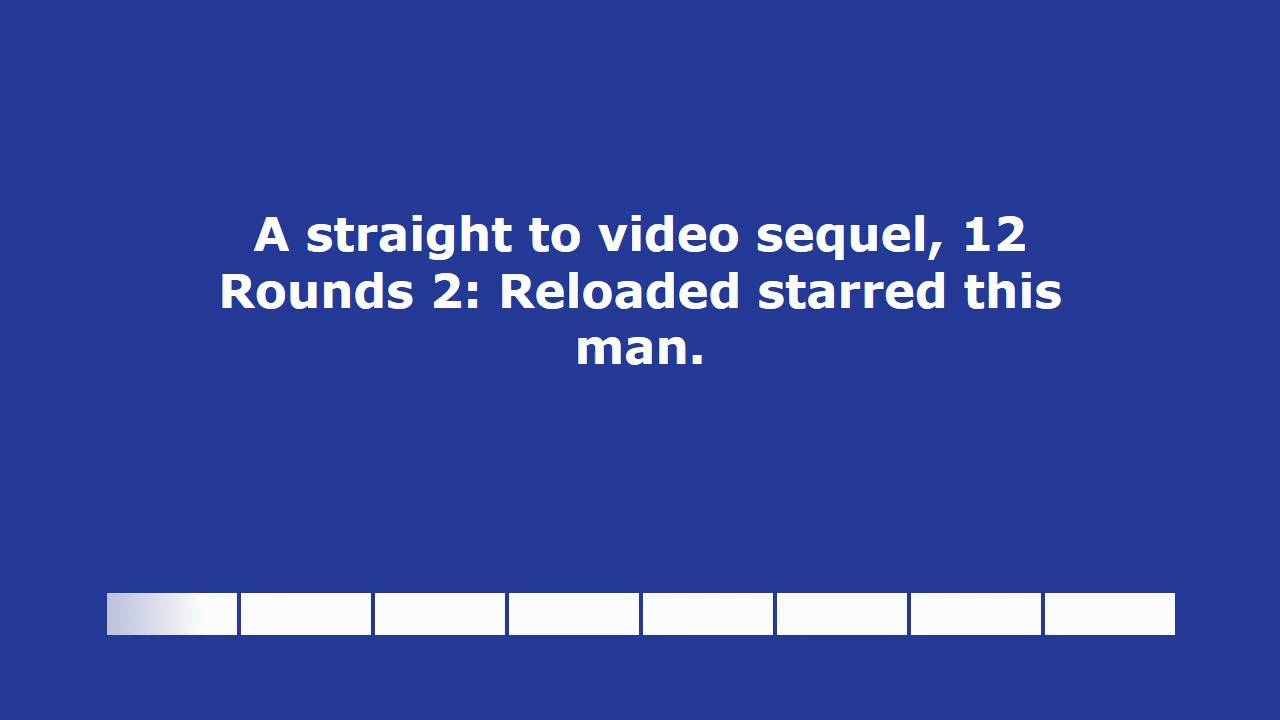 A straight to video sequel, 12
Rounds 2: Reloaded starred this
man.